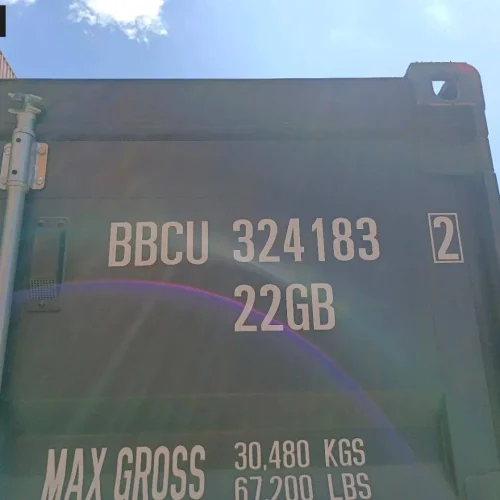 BBCU 324183 2
22GB
MAX GROSS 30,480 KGS
67,200 LBS